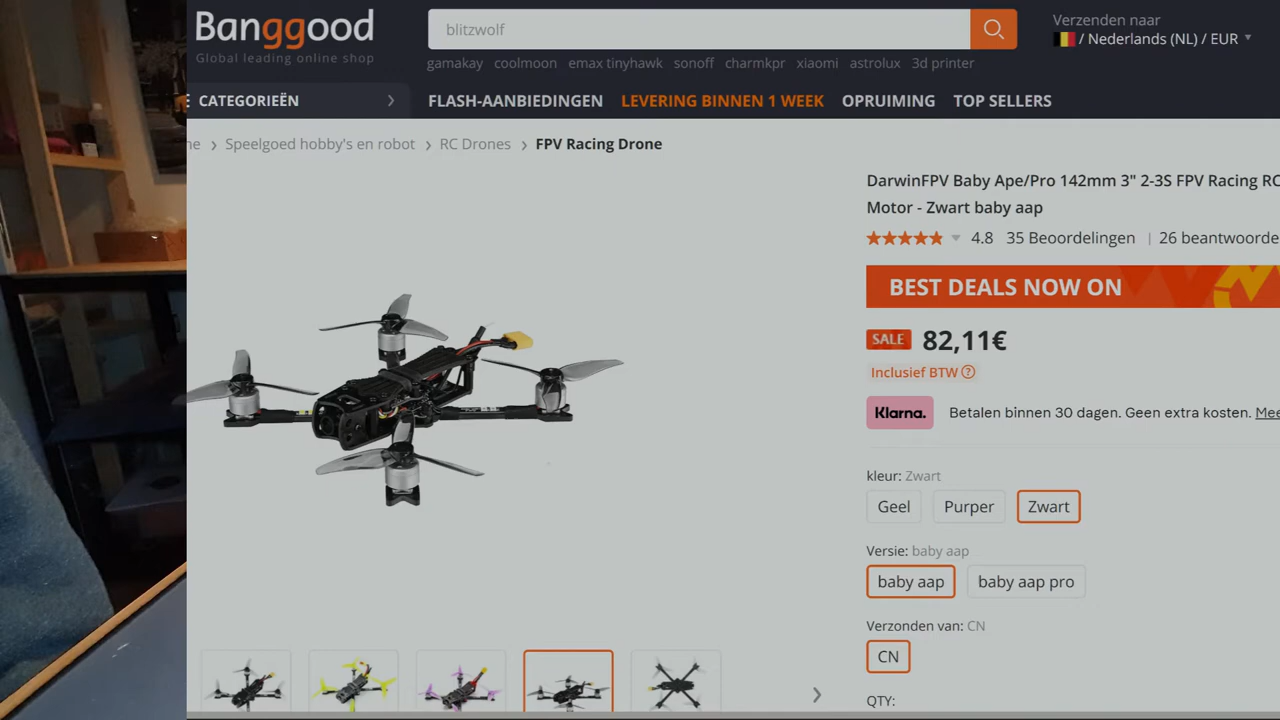 Banggood
Global leading online shop
blitzwolf
gamakay coolmoon emax tinyhawk sonoff charmkpr xiaomi astrolux 3d printer
Verzenden naar
/ Nederlands (NL) / EUR
CATEGORIEËN
FLASH-AANBIEDINGEN LEVERING BINNEN 1 WEEK OPRUIMING TOP SELLERS
Speelgoed hobby's en robot RC Drones FPV Racing Drone
DarwinFPV Baby Ape/Pro 142mm 3" 2-3S FPV Racing RC
Motor - Zwart baby aap
4.8 35 Beoordelingen | 26 beantwoorde
BEST DEALS NOW ON
SALE 82,11€
Inclusief BTW
Klarna. Betalen binnen 30 dagen. Geen extra kosten. Mee
kleur: Zwart
Geel Purper Zwart
Versie: baby aap
baby aap baby aap pro
Verzonden van: CN
CN
QTY: